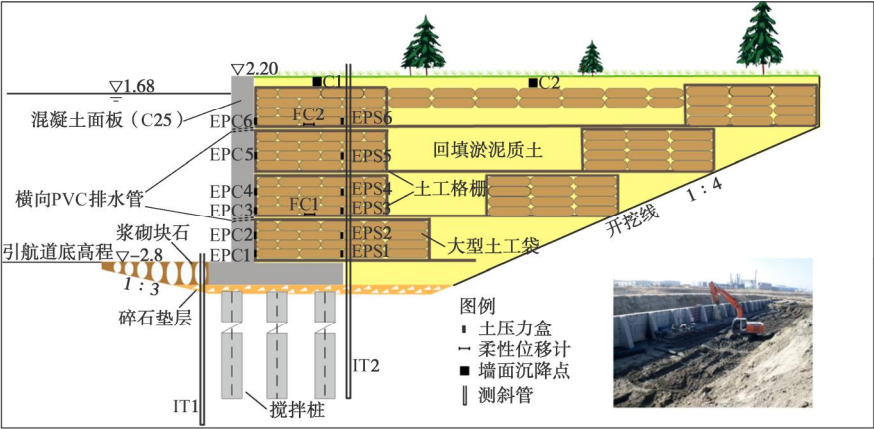 ▽2.20
C1
C2
▽1.68
混凝土面板（C25）
FC2
EPC6
EPS6
EPC5
EPS5
回填淤泥质土
横向PVC排水管
EPC4
EPS4
土工格栅
EPC3
FC1
EPS3
1∶4
开挖线
浆砌块石
EPC2
EPS2
大型土工袋
引航道底高程
▽-2.8
EPC1
EPS1
1∶3
碎石垫层
图例
土压力盒
柔性位移计
墙面沉降点
测斜管
IT2
IT1
搅拌桩